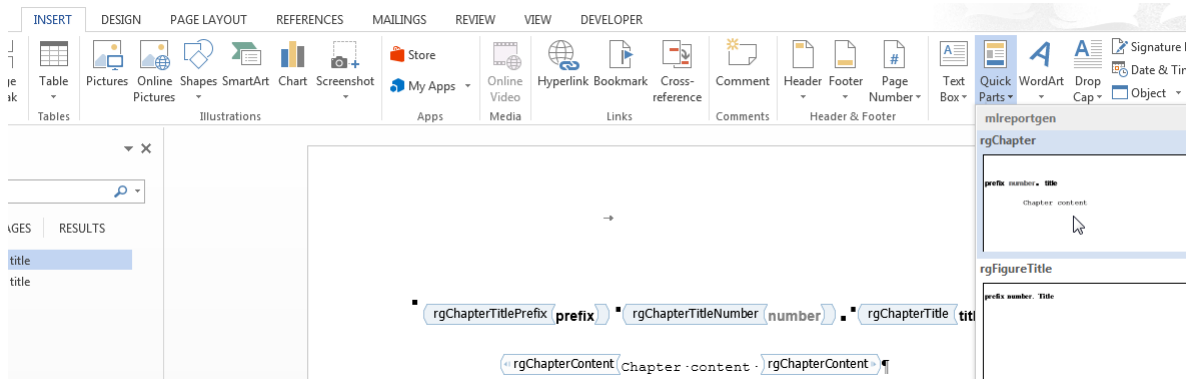 INSERT DESIGN PAGE LAYOUT REFERENCES MAILINGS REVIEW VIEW DEVELOPER
Store
Signature
Date &
My Apps
Object
Table Pictures Online Shapes SmartArt Chart Screenshot Online Hyperlink Bookmark Cross- Comment Header Footer Page Text Quick WordArt Drop
Pictures Video reference Number Box Parts Cap
Tables Illustrations Apps Media Links Comments Header & Footer
mlreportgen
rgChapter
prefix number. title
Chapter content
RESULTS
title
title
rgFigureTitle
prefix number. Title
rgChapterTitlePrefix prefix rgChapterTitleNumber number . rgChapterTitle
rgChapterContent Chapter·content· rgChapterContent ¶